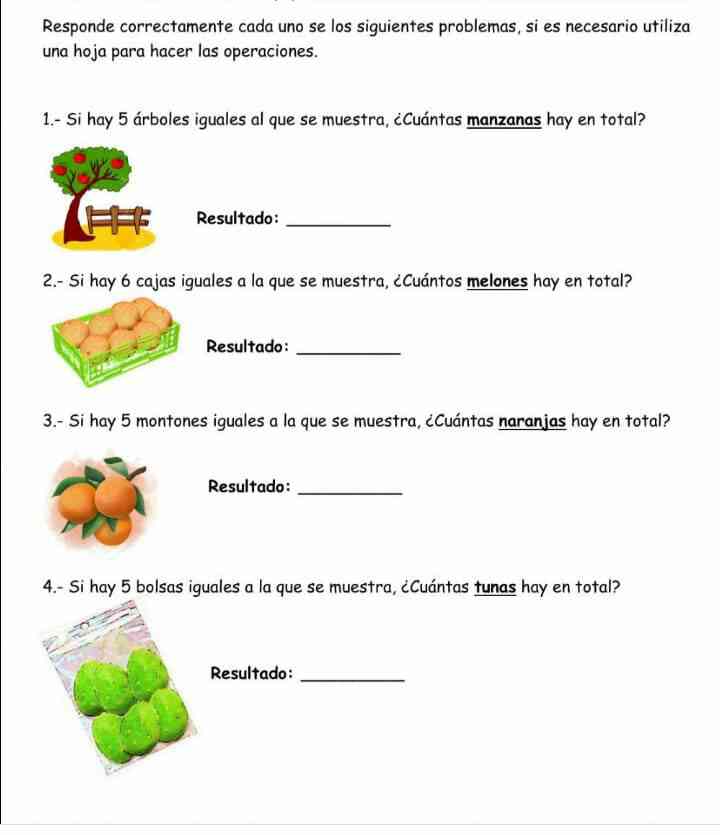 Responde correctamente cada uno se los siguientes problemas, si es necesario utiliza
una hoja para hacer las operaciones.
1.- Si hay 5 árboles iguales al que se muestra, ¿Cuántas manzanas hay en total?
Resultado: ___________
2.- Si hay 6 cajas iguales a la que se muestra, ¿Cuántos melones hay en total?
Resultado: ___________
3.- Si hay 5 montones iguales a la que se muestra, ¿Cuántas naranjas hay en total?
Resultado: ___________
4.- Si hay 5 bolsas iguales a la que se muestra, ¿Cuántas tunas hay en total?
Resultado: ___________